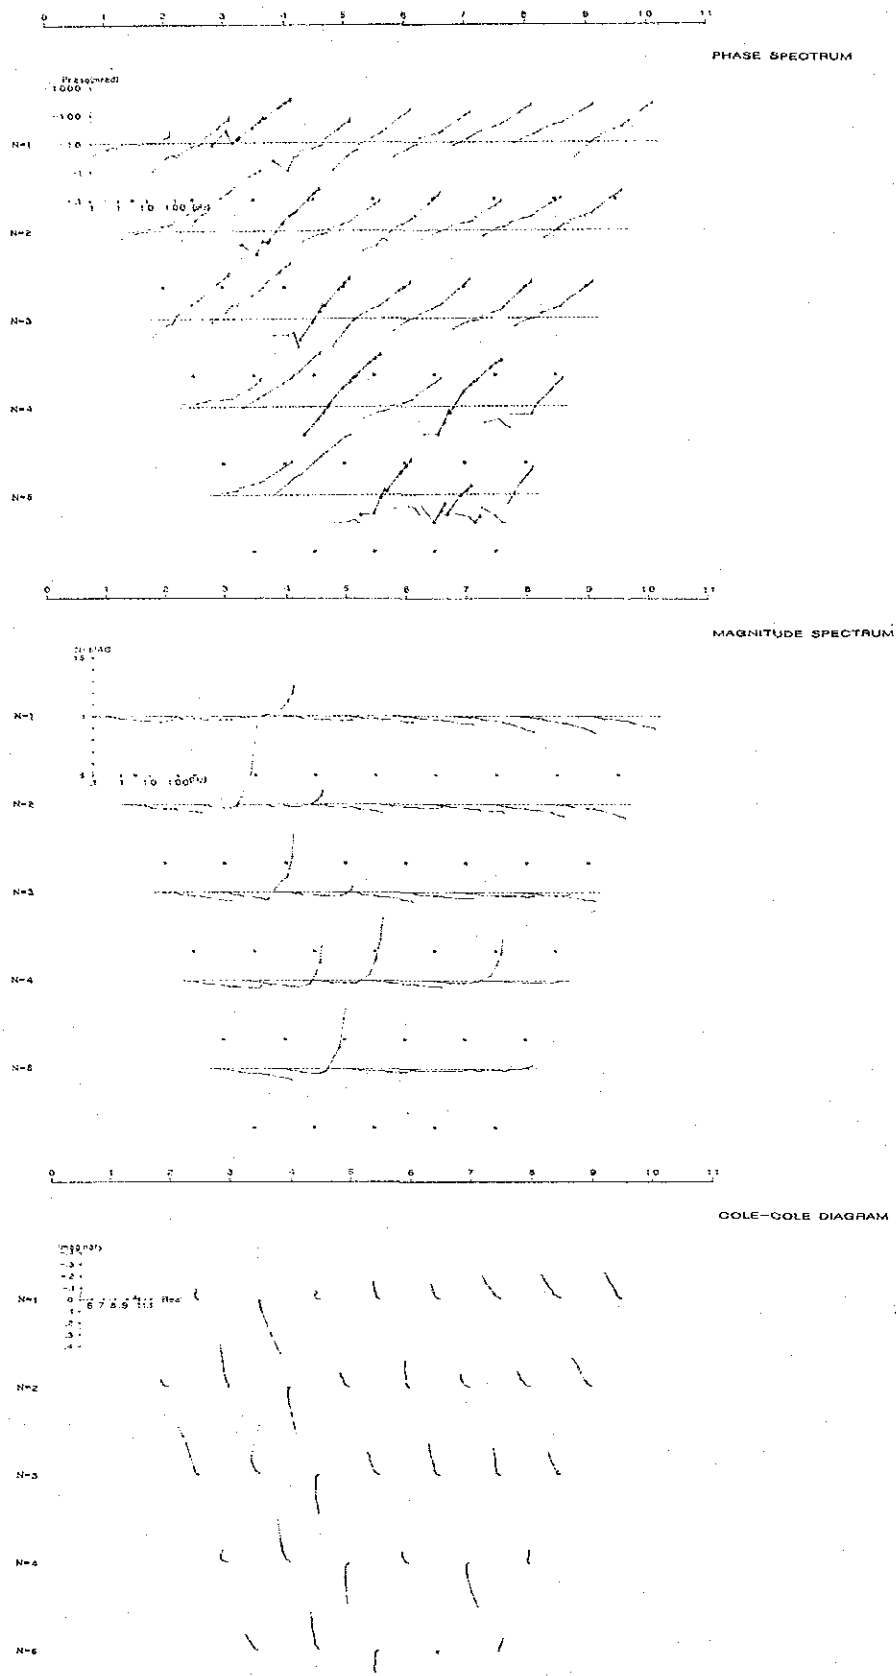 0 1 2 3 4 5 6 7 8 9 10 11
PHASE SPECTRUM
-1000
-100
N=1 -10
-1
N=2
N=3
N=4
N=5
0 1 2 3 4 5 6 7 8 9 10 11
MAGNITUDE SPECTRUM
N-MAG
N=1
N=2
N=3
N=4
N=5
0 1 2 3 4 5 6 7 8 9 10 11
COLE-COLE DIAGRAM
Imaginary
N=1
N=2
N=3
N=4
N=5